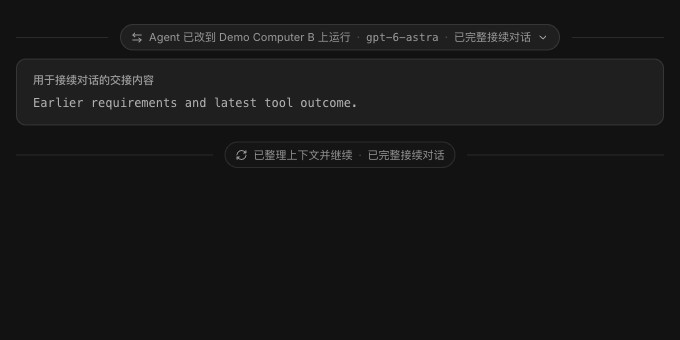 Agent 已改到 Demo Computer B 上运行 · gpt-6-astra · 已完整接续对话
用于接续对话的交接内容
Earlier requirements and latest tool outcome.
已整理上下文并继续 · 已完整接续对话